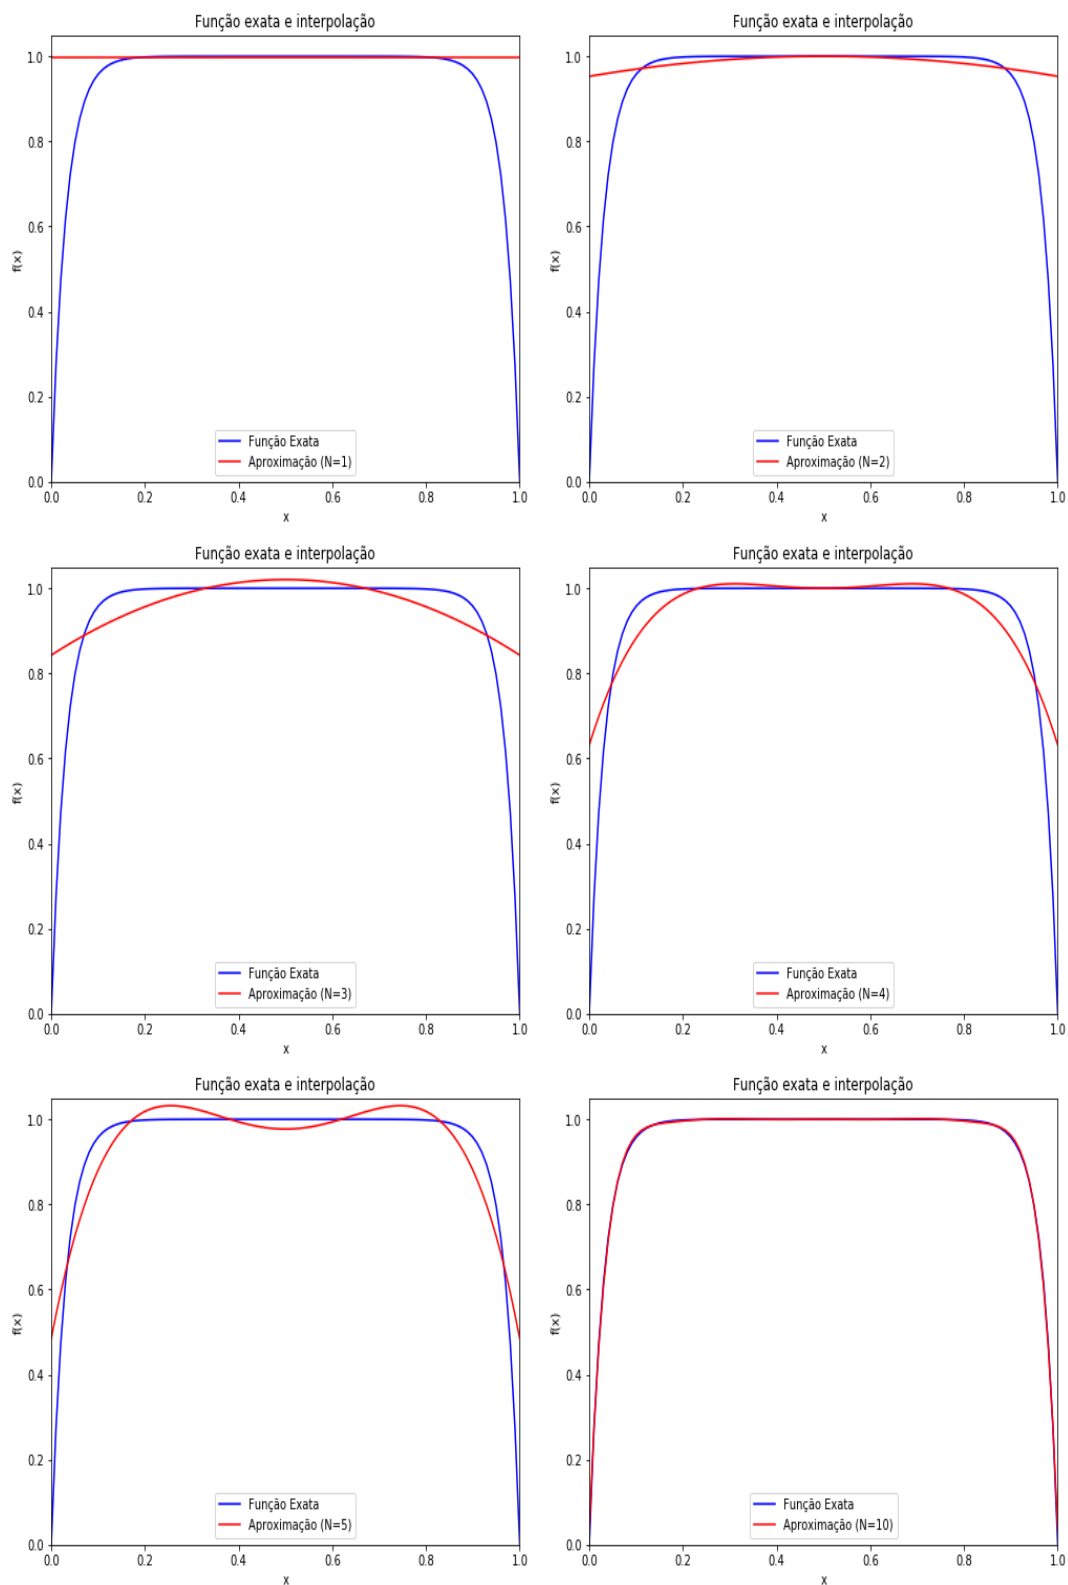 Função exata e interpolação
1.0
0.8
0.6
0.4
0.2
0.0
f(x)
0.0 0.2 0.4 0.6 0.8 1.0
x
Função Exata
Aproximação (N=1)
Função exata e interpolação
1.0
0.8
0.6
0.4
0.2
0.0
f(x)
0.0 0.2 0.4 0.6 0.8 1.0
x
Função Exata
Aproximação (N=2)
Função exata e interpolação
1.0
0.8
0.6
0.4
0.2
0.0
f(x)
0.0 0.2 0.4 0.6 0.8 1.0
x
Função Exata
Aproximação (N=3)
Função exata e interpolação
1.0
0.8
0.6
0.4
0.2
0.0
f(x)
0.0 0.2 0.4 0.6 0.8 1.0
x
Função Exata
Aproximação (N=4)
Função exata e interpolação
1.0
0.8
0.6
0.4
0.2
0.0
f(x)
0.0 0.2 0.4 0.6 0.8 1.0
x
Função Exata
Aproximação (N=5)
Função exata e interpolação
1.0
0.8
0.6
0.4
0.2
0.0
f(x)
0.0 0.2 0.4 0.6 0.8 1.0
x
Função Exata
Aproximação (N=10)